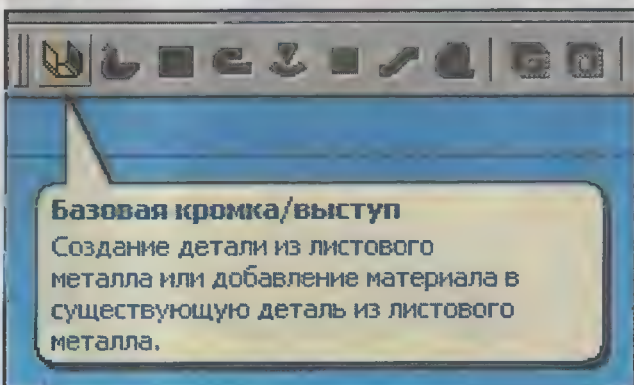 Базовая кромка/выступ
Создание детали из листового
металла или добавление материала в
существующую деталь из листового
металла.